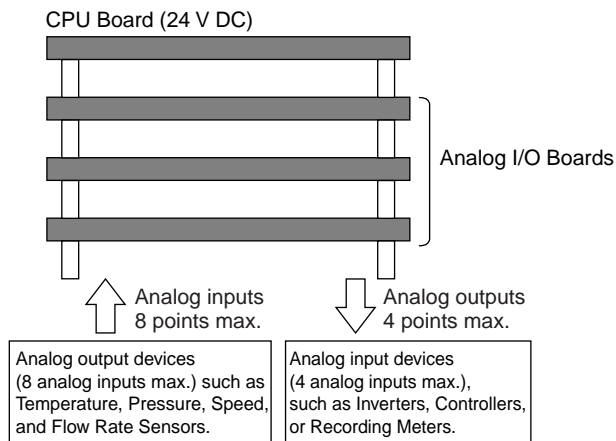 CPU Board (24 V DC)
Analog I/O Boards
Analog inputs
8 points max.
Analog outputs
4 points max.
Analog output devices
(8 analog inputs max.) such as
Temperature, Pressure, Speed,
and Flow Rate Sensors.
Analog input devices
(4 analog inputs max.),
such as Inverters, Controllers,
or Recording Meters.